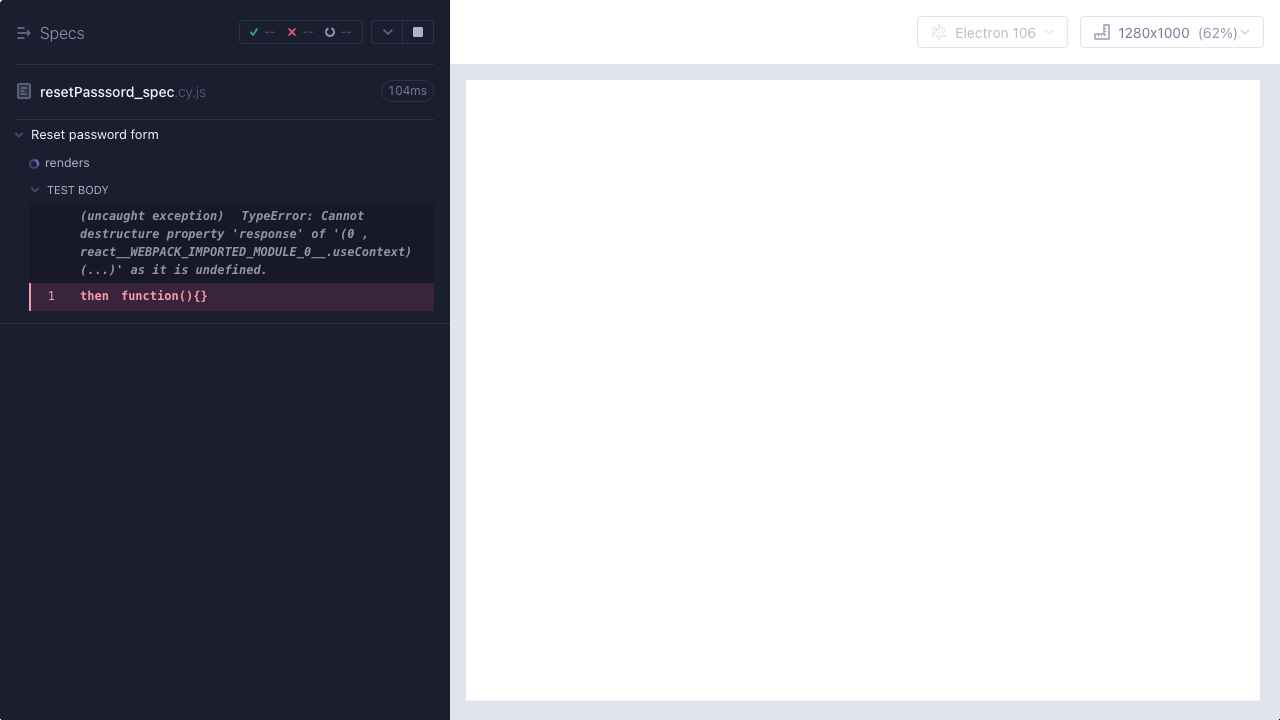 Specs
--
--
--
Electron 106
1280x1000 (62%)
resetPasssord_spec.cy.js
104ms
Reset password form
renders
TEST BODY
(uncaught exception) TypeError: Cannot
destructure property 'response' of '(0 ,
react__WEBPACK_IMPORTED_MODULE_0__.useContext)
(...)' as it is undefined.
1 then function(){}